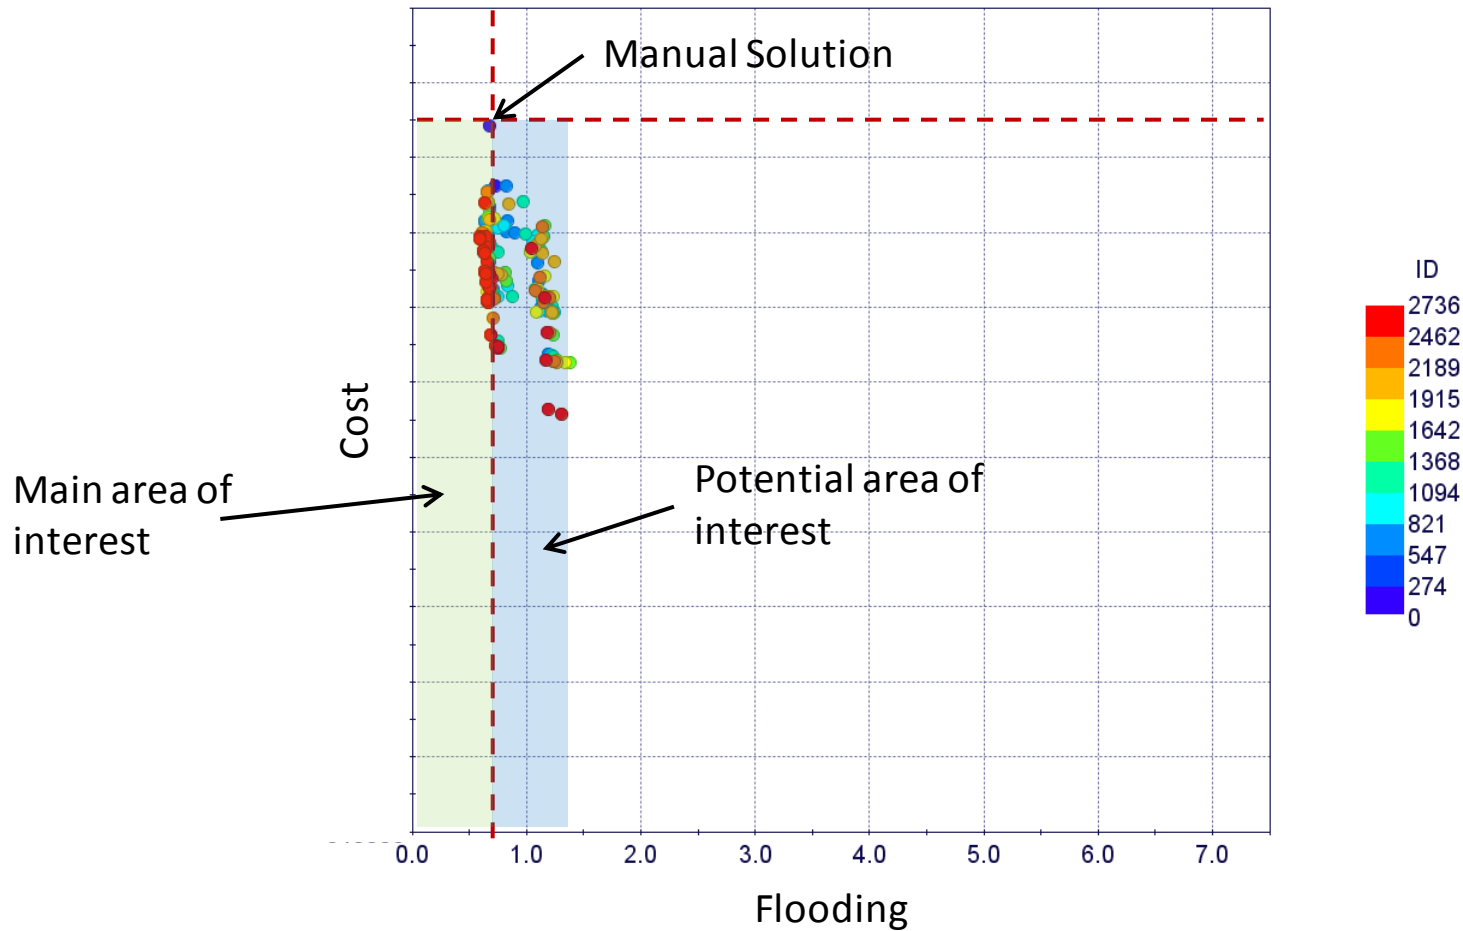 Manual Solution
Cost
Main area of
interest
Potential area of
interest
ID
2736
2462
2189
1915
1642
1368
1094
821
547
274
0
0.0 1.0 2.0 3.0 4.0 5.0 6.0 7.0
Flooding